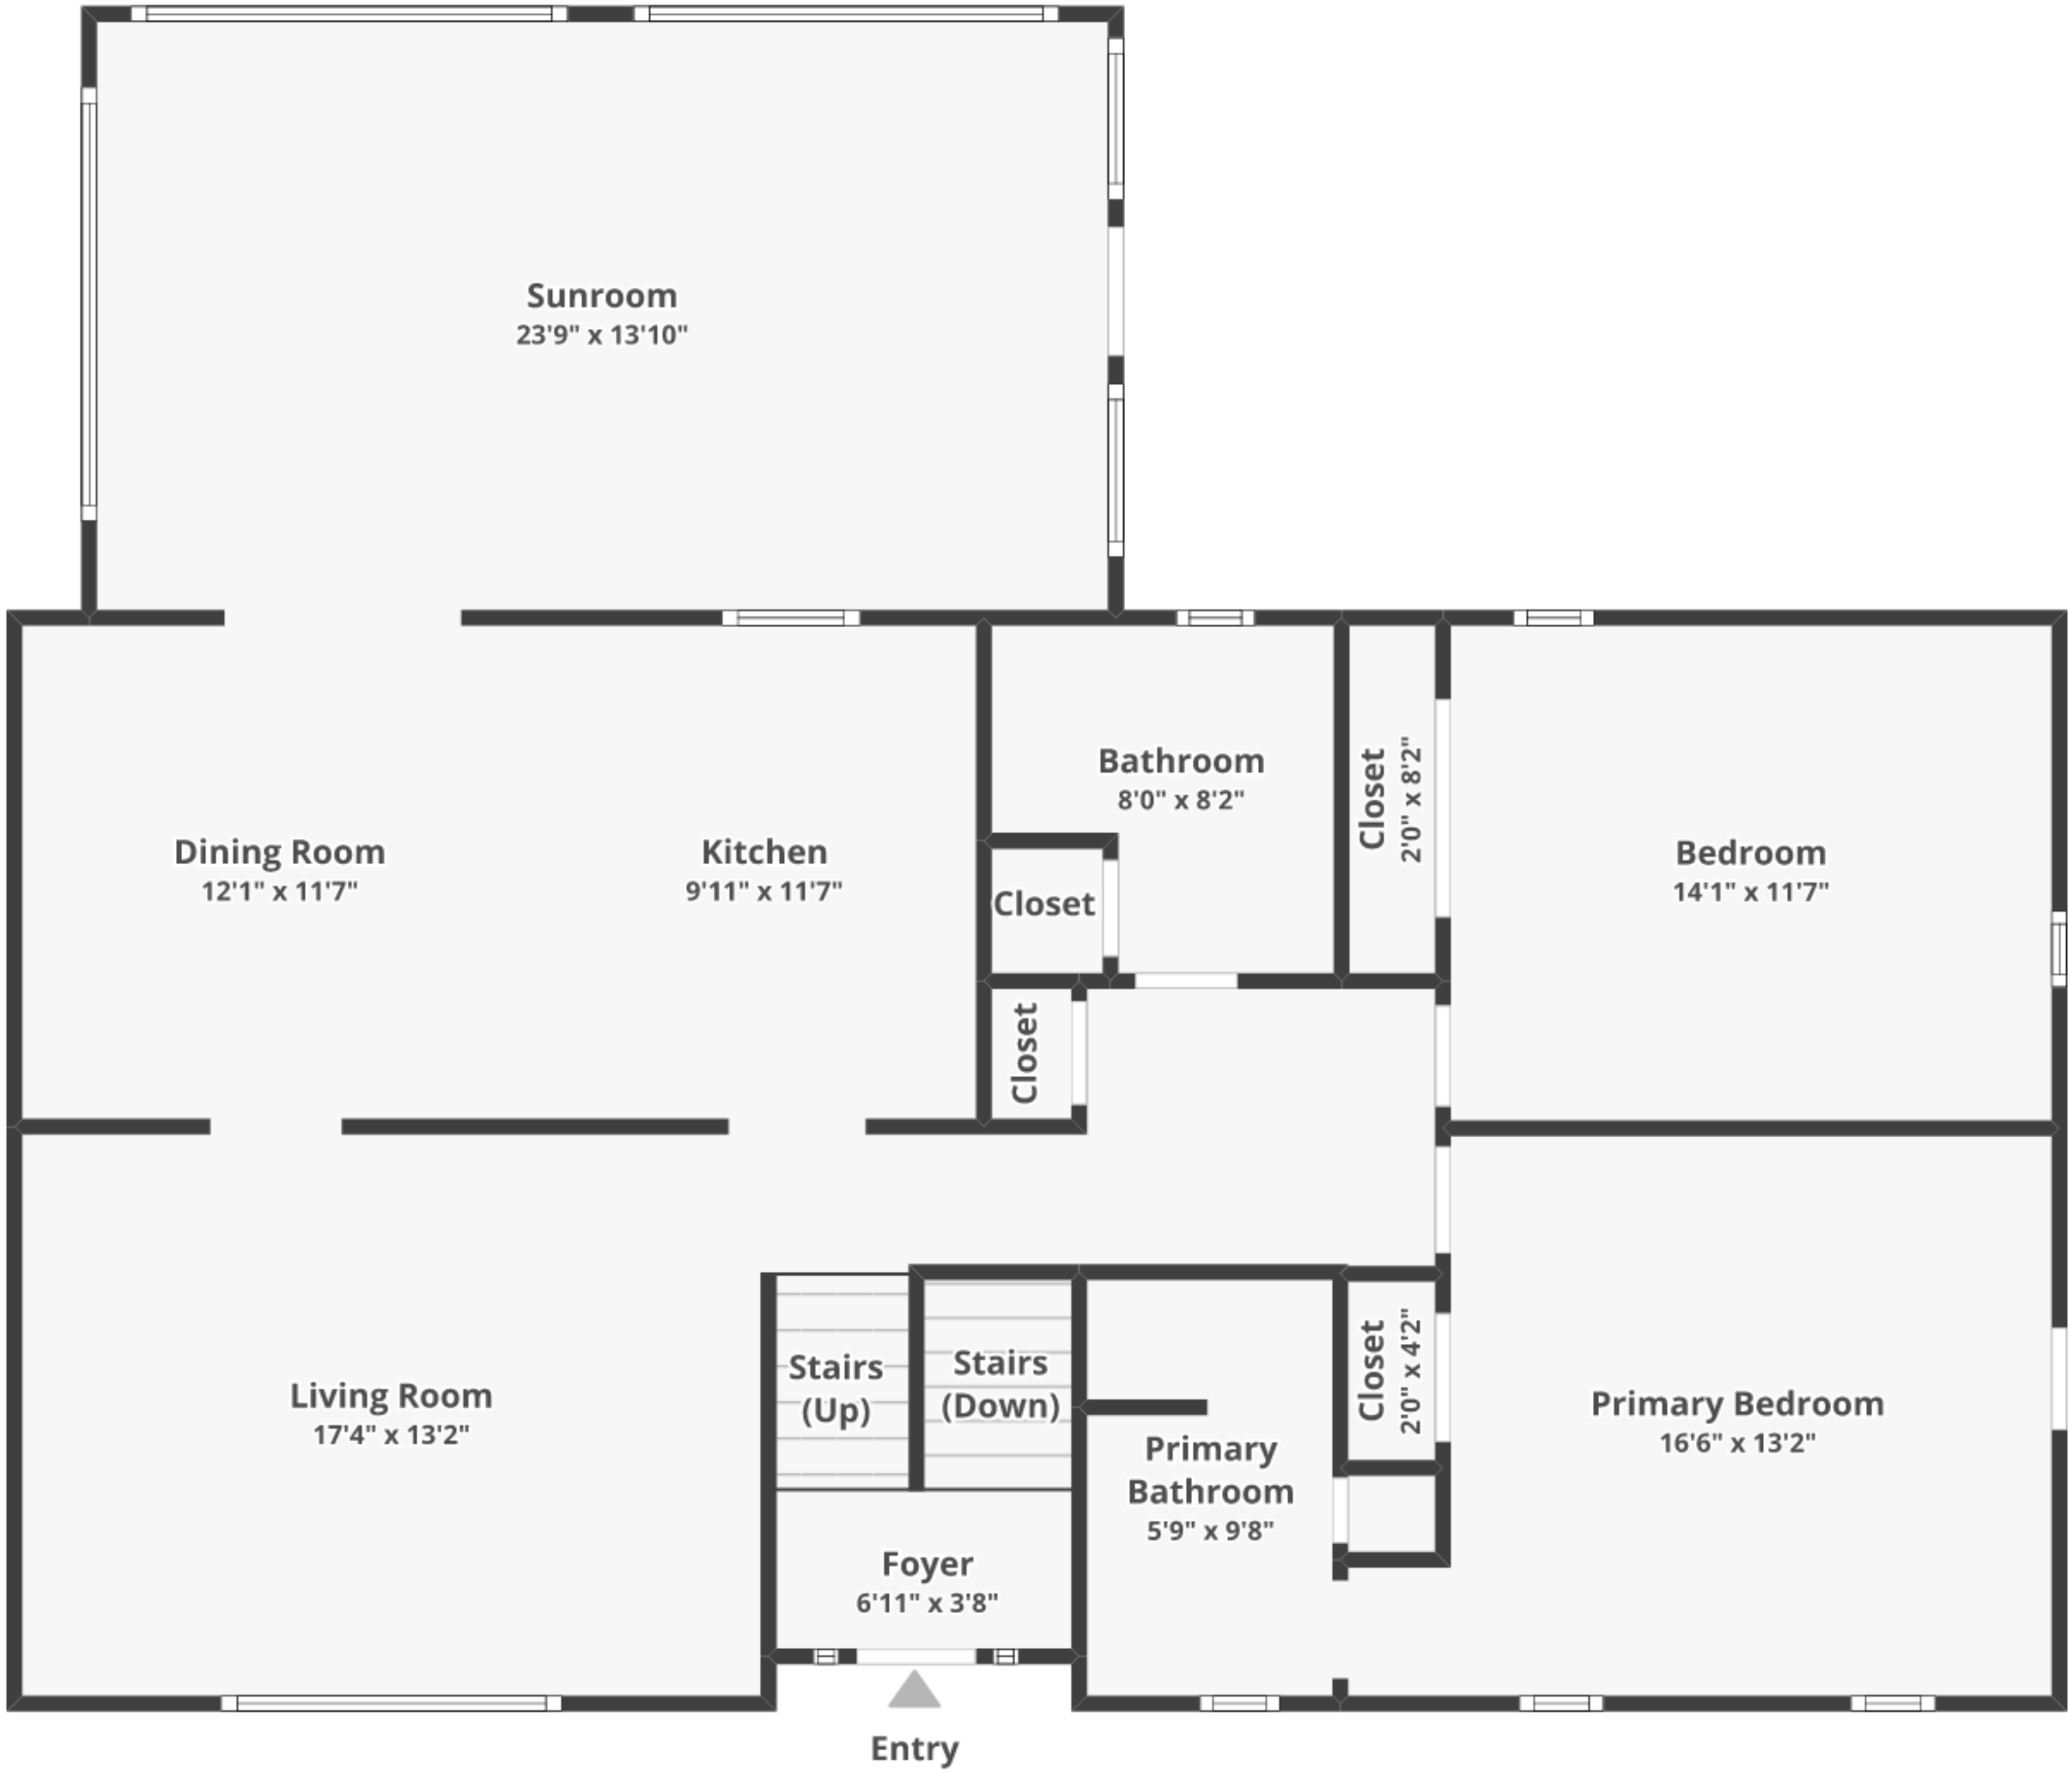 Sunroom
23'9" x 13'10"
Dining Room
12'1" x 11'7"
Kitchen
9'11" x 11'7"
Bathroom
8'0" x 8'2"
Closet
2'0" x 8'2"
Bedroom
14'1" x 11'7"
Closet
Closet
Living Room
17'4" x 13'2"
Stairs
(Up)
Stairs
(Down)
Foyer
6'11" x 3'8"
Primary
Bathroom
5'9" x 9'8"
Closet
2'0" x 4'2"
Primary Bedroom
16'6" x 13'2"
Entry